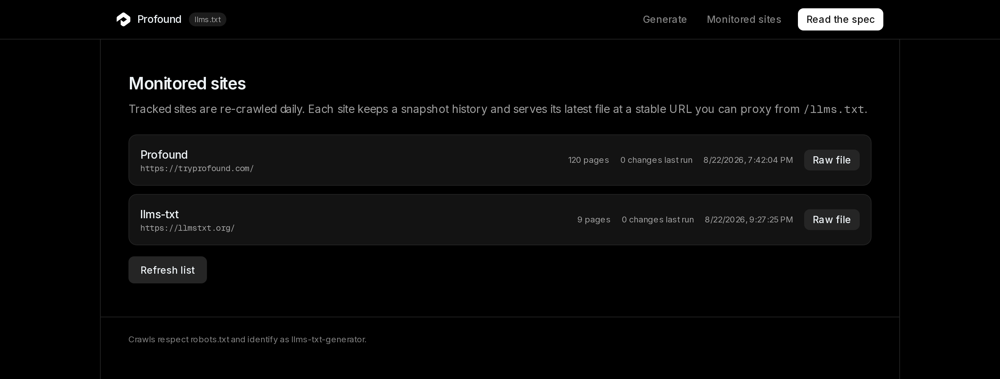 Profound llms.txt Generate Monitored sites Read the spec
Monitored sites
Tracked sites are re-crawled daily. Each site keeps a snapshot history and serves its latest file at a stable URL you can proxy from /llms.txt.
Profound
https://tryprofound.com/
120 pages 0 changes last run 8/22/2026, 7:42:04 PM Raw file
llms-txt
https://llmstxt.org/
9 pages 0 changes last run 8/22/2026, 9:27:25 PM Raw file
Refresh list
Crawls respect robots.txt and identify as llms-txt-generator.